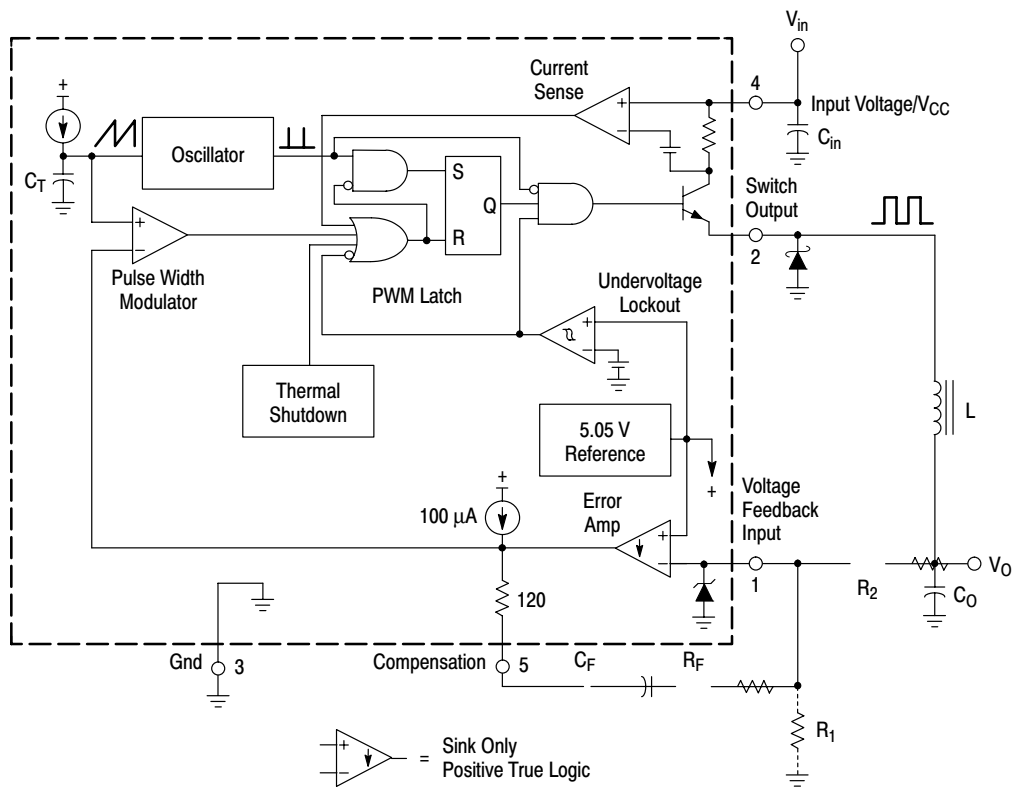 V_in
Current
Sense
4
Input Voltage/V_CC
C_in
+
+
−
Oscillator
C_T
S
Q
R
Switch
Output
2
+
−
Pulse Width
Modulator
PWM Latch
Undervoltage
Lockout
+
−
Thermal
Shutdown
L
5.05 V
Reference
+
Voltage
Feedback
Input
+
100 µA
Error
Amp
+
−
1
R_2
V_O
C_O
120
Gnd
3
Compensation
5
C_F
R_F
R_1
+
−
= Sink Only
Positive True Logic